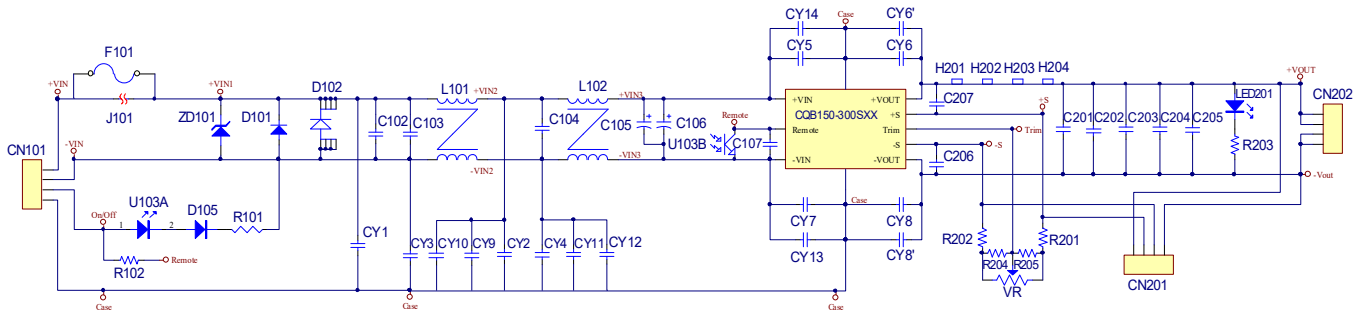 CY14
Case
CY6'
CY5
CY6
F101
+VIN
J101
+VIN1
ZD101
D101
D102
L101
+VIN2
C102
C103
L102
C104
+VIN3
C105
C106
Remote
U103B
C107
+VIN
+VOUT
CQB150-300SXX
+S
Remote
Trim
-S
-VIN
-VOUT
H201
H202
H203
H204
C207
+S
Trim
-S
C206
C201
C202
C203
C204
C205
LED201
R203
+VOUT
CN202
-Vout
CN101
-VIN
-VIN2
-VIN3
On/Off
U103A
1
2
D105
R101
R102
Remote
CY1
CY3
CY10
CY9
CY2
CY4
CY11
CY12
Case
CY7
CY8
CY13
CY8'
R202
R201
R204
R205
VR
CN201
Case
Case
Case